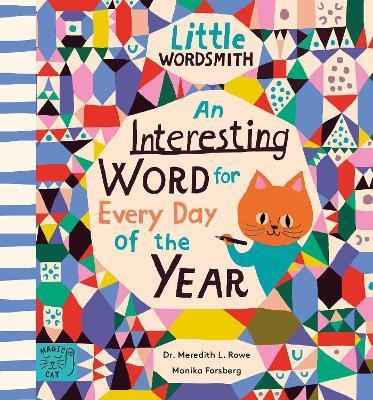 Little
WORDSMITH
An
Interesting
WORD for
Every Day
of the
YEAR
Dr. Meredith L. Rowe
Monika Forsberg
MAGIC
CAT